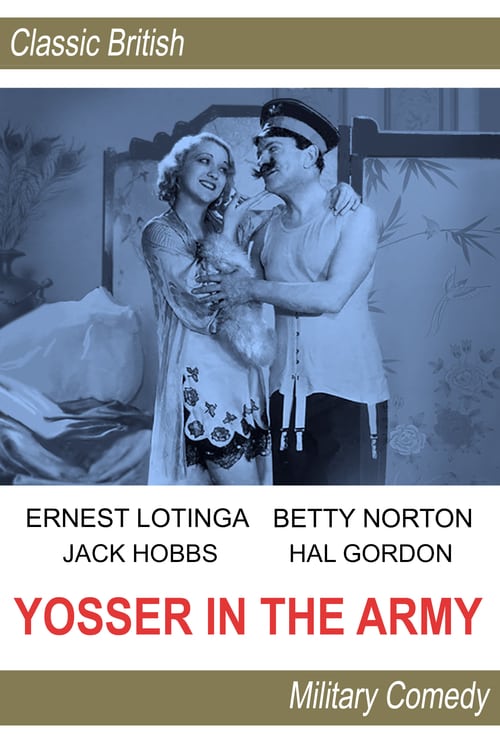 Classic British
ERNEST LOTINGA BETTY NORTON
JACK HOBBS HAL GORDON
YOSSER IN THE ARMY
Military Comedy